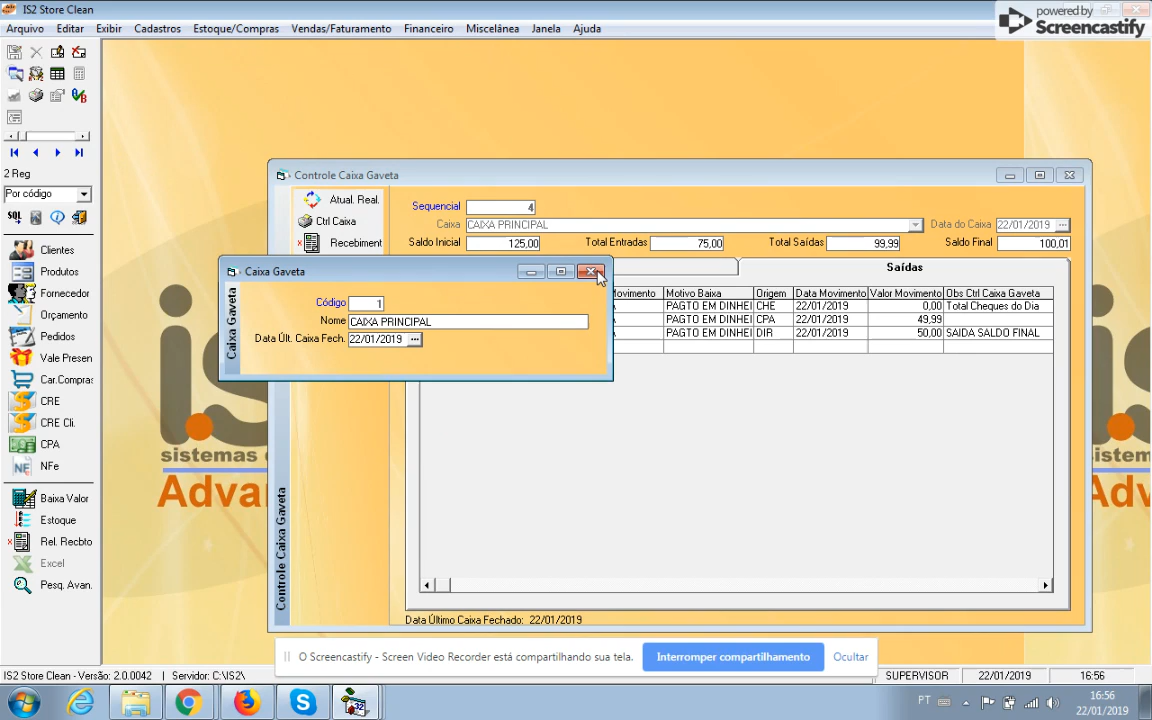 IS2 Store Clean
powered by
Screencastify
Arquivo Editar Exibir Cadastros Estoque/Compras Vendas/Faturamento Financeiro Miscelânea Janela Ajuda
2 Reg
Por código
SQL
Clientes
Produtos
Fornecedor
Orçamento
Pedidos
Vale Presen
Car.Compras
CRE
CRE Cli.
CPA
NFe
Baixa Valor
Estoque
Rel. Recbto
Excel
Pesq. Avan.
Controle Caixa Gaveta
Atual. Real.
Ctrl Caixa
Recebiment
Sequencial 4
Caixa CAIXA PRINCIPAL Data do Caixa 22/01/2019
Saldo Inicial 125,00 Total Entradas 75,00 Total Saídas 99,99 Saldo Final 100,01
Saídas
Movimento Motivo Baixa Origem Data Movimento Valor Movimento Obs Ctrl Caixa Gaveta
PAGTO EM DINHEI CHE 22/01/2019 0,00 Total Cheques do Dia
PAGTO EM DINHEI CPA 22/01/2019 49,99
PAGTO EM DINHEI DIR 22/01/2019 50,00 SAIDA SALDO FINAL
Controle Caixa Gaveta
Data Último Caixa Fechado: 22/01/2019
Caixa Gaveta
Caixa Gaveta
Código 1
Nome CAIXA PRINCIPAL
Data Últ. Caixa Fech. 22/01/2019
sistemas
Adva
istem
Adv
O Screencastify - Screen Video Recorder está compartilhando sua tela. Interromper compartilhamento Ocultar
IS2 Store Clean - Versão: 2.0.0042 | Servidor: C:\IS2\ SUPERVISOR 22/01/2019 16:56
PT
16:56
22/01/2019